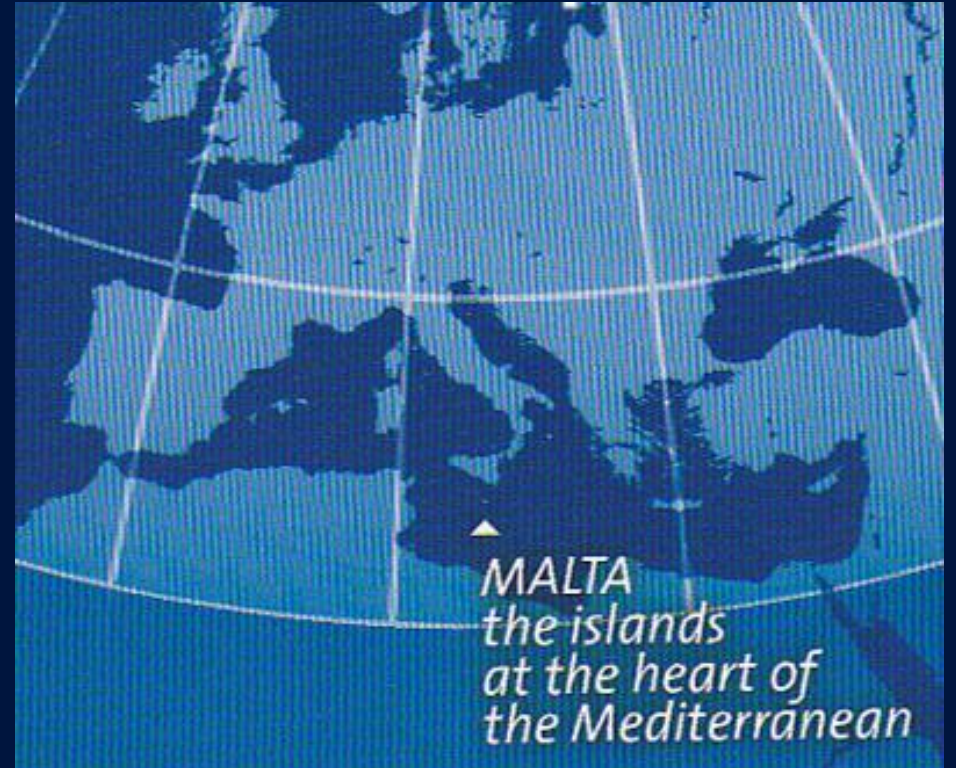 MALTA
the islands
at the heart of
the Mediterranean